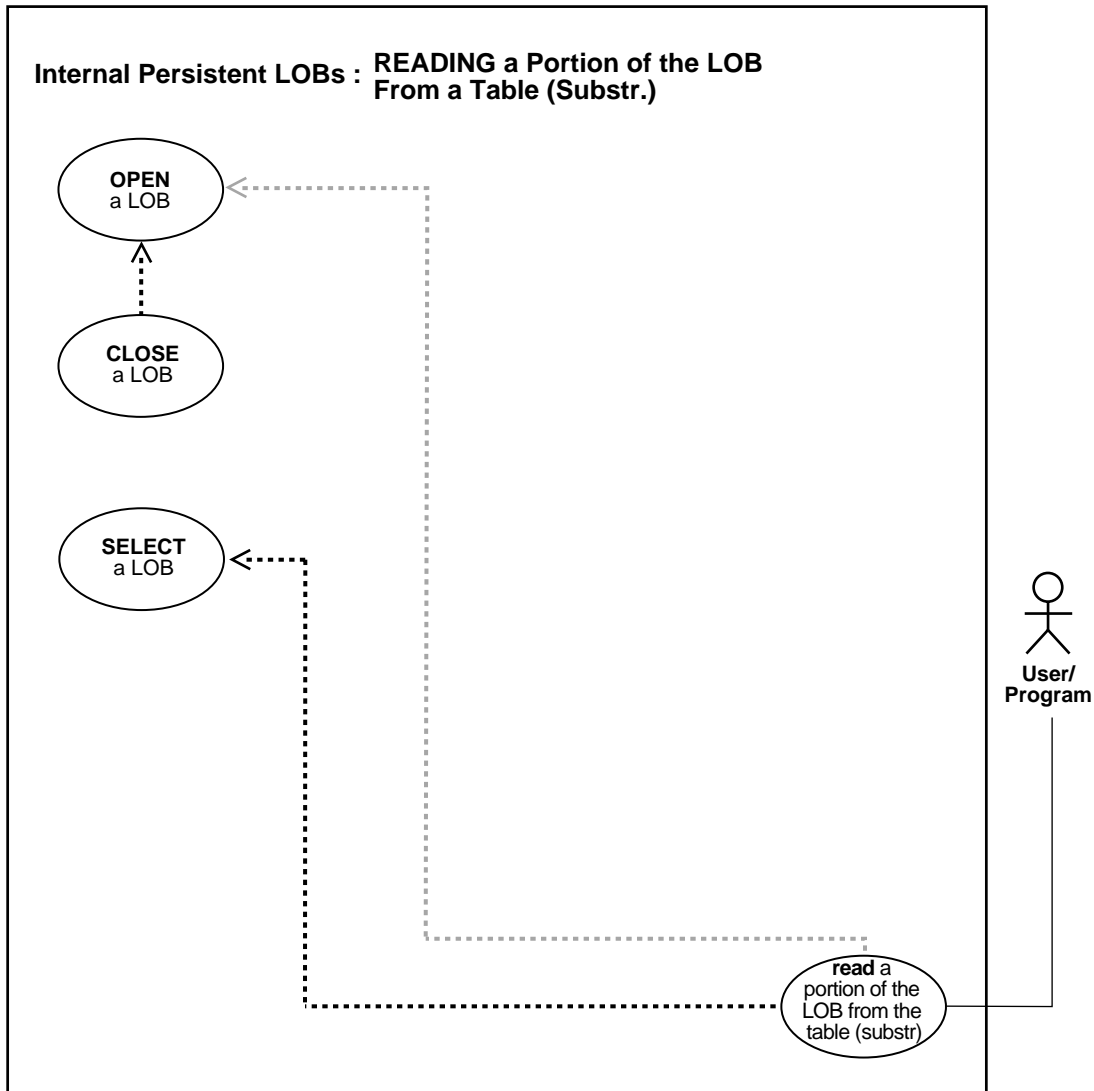 Internal Persistent LOBs : READING a Portion of the LOB
From a Table (Substr.)
OPEN
a LOB
CLOSE
a LOB
SELECT
a LOB
User/
Program
read a
portion of the
LOB from the
table (substr)